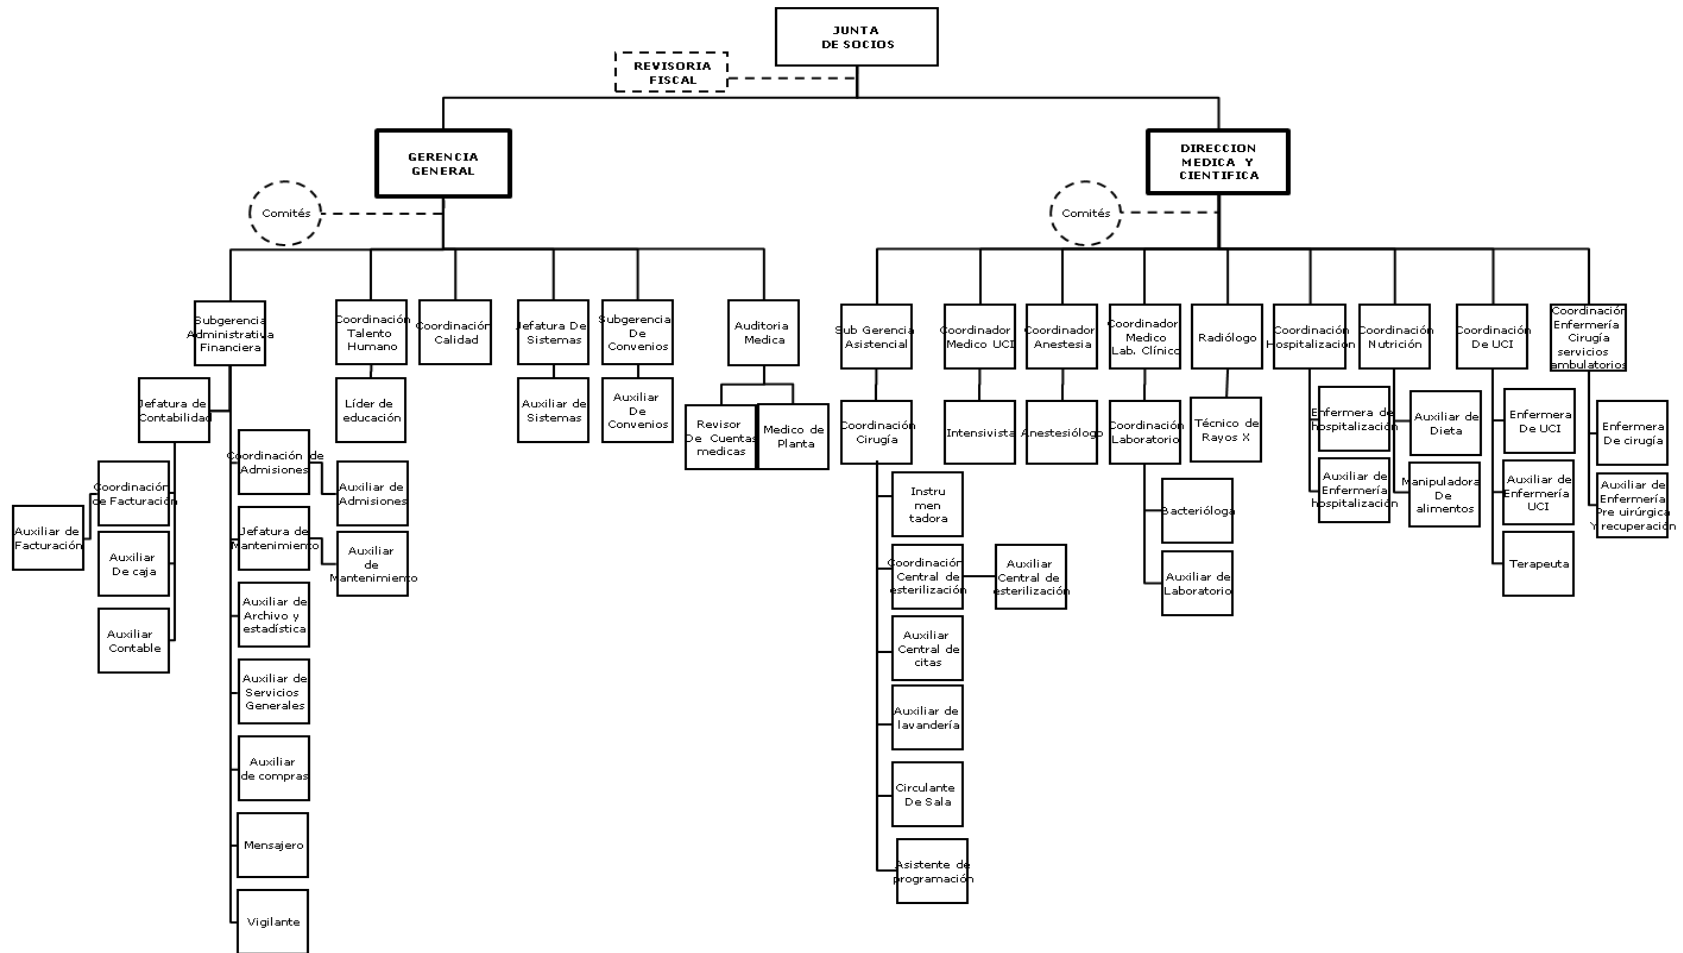 JUNTA
DE SOCIOS
REVISORIA
FISCAL
GERENCIA
GENERAL
DIRECCION
MEDICA Y
CIENTIFICA
Comités
Comités
Subgerencia
Administrativa
Financiera
Coordinación
Talento
Humano
Coordinación
Calidad
Jefatura De
Sistemas
Subgerencia
De
Convenios
Auditoria
Medica
Sub Gerencia
Asistencial
Coordinador
Medico UCI
Coordinador
Anestesia
Coordinador
Medico
Lab. Clínico
Radiólogo
Coordinación
Hospitalización
Coordinación
Nutrición
Coordinación
De UCI
Coordinación
Enfermería
Cirugía
servicios
ambulatorios
Jefatura de
Contabilidad
Líder de
educación
Auxiliar de
Sistemas
Auxiliar
De
Convenios
Revisor
De Cuentas
medicas
Medico de
Planta
Coordinación
Cirugía
Intensivista
Anestesiólogo
Coordinación
Laboratorio
Técnico de
Rayos X
Enfermera de
hospitalización
Auxiliar de
Dieta
Enfermera
De UCI
Enfermera
De cirugía
Coordinación de
Admisiones
Auxiliar de
Admisiones
Coordinación
de Facturación
Auxiliar de
Facturación
Instru
men
tadora
Bacterióloga
Auxiliar de
Enfermería
hospitalización
Manipuladora
De
alimentos
Auxiliar de
Enfermería
UCI
Auxiliar de
Enfermería
Pre uirúrgica
Y recuperación
Jefatura de
Mantenimiento
Auxiliar
de
Mantenimiento
Auxiliar
De caja
Coordinación
Central de
esterilización
Auxiliar
Central de
esterilización
Auxiliar de
Laboratorio
Terapeuta
Auxiliar de
Archivo y
estadística
Auxiliar
Contable
Auxiliar
Central de
citas
Auxiliar de
Servicios
Generales
Auxiliar de
lavandería
Auxiliar
de compras
Circulante
De Sala
Mensajero
Asistente de
programación
Vigilante